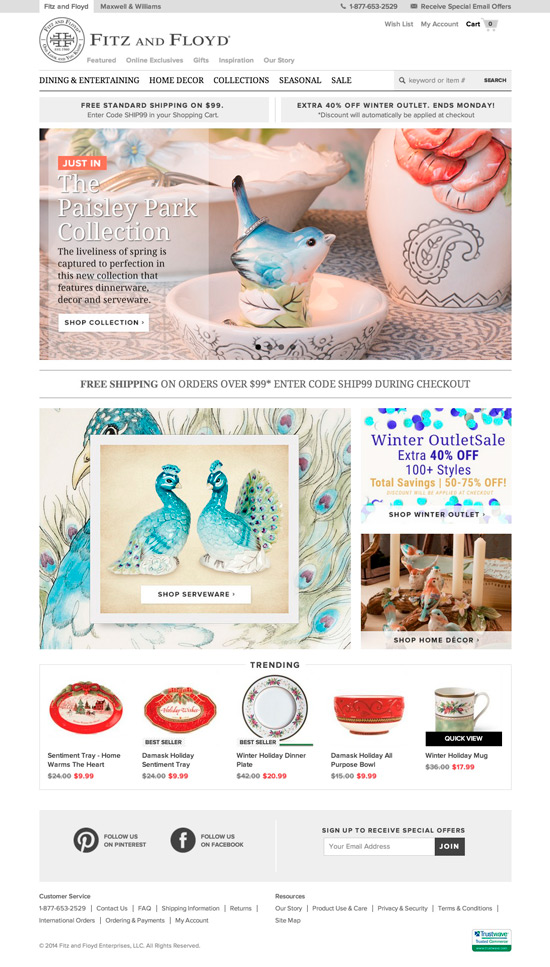 Fitz and Floyd
Maxwell & Williams
1-877-653-2529
Receive Special Email Offers
Wish List
My Account
Cart
0
FITZ AND FLOYD
FITZ AND FLOYD
EST. 1960
Featured
Online Exclusives
Gifts
Inspiration
Our Story
DINING & ENTERTAINING
HOME DECOR
COLLECTIONS
SEASONAL
SALE
keyword or item #
SEARCH
FREE STANDARD SHIPPING ON $99.
Enter Code SHIP99 in your Shopping Cart.
EXTRA 40% OFF WINTER OUTLET. ENDS MONDAY!
*Discount will automatically be applied at checkout
JUST IN
The
Paisley Park
Collection
The liveliness of spring is
captured to perfection in
this new collection that
features dinnerware,
decor and serveware.
SHOP COLLECTION ›
FREE SHIPPING ON ORDERS OVER $99* ENTER CODE SHIP99 DURING CHECKOUT
SHOP SERVEWARE ›
Winter OutletSale
Extra 40% OFF
100+ Styles
Total Savings | 50-75% OFF!
DISCOUNT WILL BE APPLIED AT CHECKOUT
SHOP WINTER OUTLET ›
SHOP HOME DÉCOR ›
TRENDING
Holiday Wishes
BEST SELLER
BEST SELLER
QUICK VIEW
Sentiment Tray - Home
Warms The Heart
$24.00 $9.99
Damask Holiday
Sentiment Tray
$24.00 $9.99
Winter Holiday Dinner
Plate
$42.00 $20.99
Damask Holiday All
Purpose Bowl
$15.00 $9.99
Winter Holiday Mug
$36.00 $17.99
FOLLOW US
ON PINTEREST
FOLLOW US
ON FACEBOOK
SIGN UP TO RECEIVE SPECIAL OFFERS
Your Email Address
JOIN
Customer Service
1-877-653-2529 | Contact Us | FAQ | Shipping Information | Returns |
International Orders | Ordering & Payments | My Account
Resources
Our Story | Product Use & Care | Privacy & Security | Terms & Conditions |
Site Map
© 2014 Fitz and Floyd Enterprises, LLC. All Rights Reserved.
Trustwave
Trusted Commerce